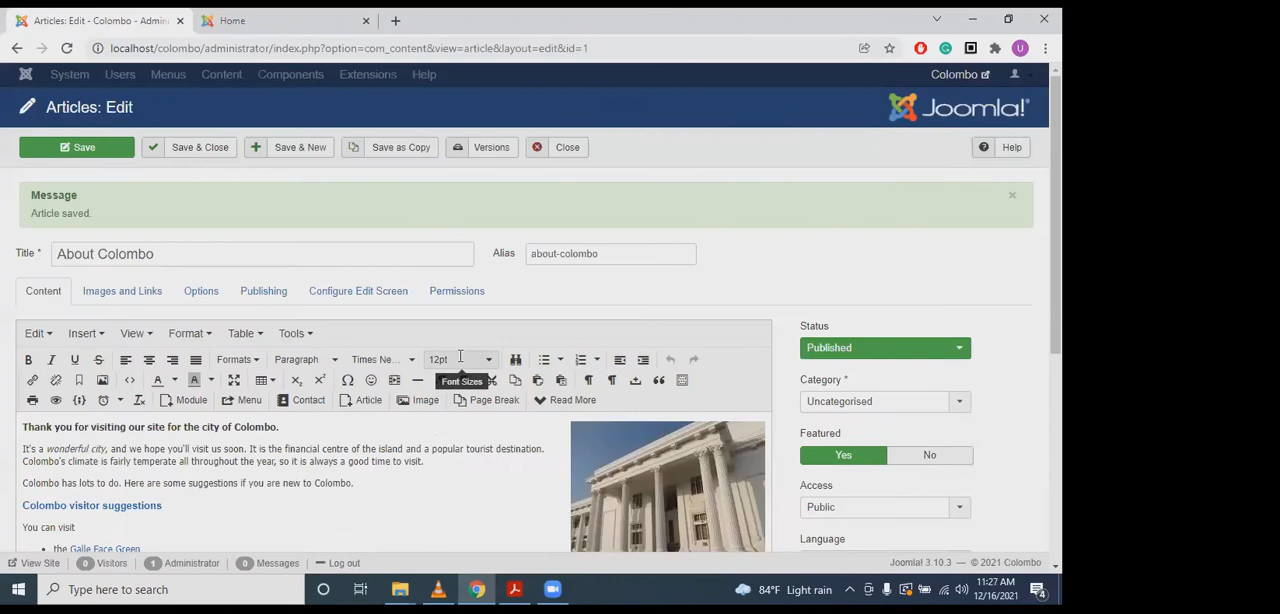 Articles: Edit - Colombo - Admin
Home
localhost/colombo/administrator/index.php?option=com_content&view=article&layout=edit&id=1
U
System Users Menus Content Components Extensions Help
Colombo
Articles: Edit
Joomla!
Save
Save & Close
Save & New
Save as Copy
Versions
Close
Help
Message
Article saved.
Title * About Colombo
Alias about-colombo
Content Images and Links Options Publishing Configure Edit Screen Permissions
Edit Insert View Format Table Tools
B I U S Formats Paragraph Times Ne... 12pt
Font Sizes
Module Menu Contact Article Image Page Break Read More
Thank you for visiting our site for the city of Colombo.
It's a wonderful city, and we hope you'll visit us soon. It is the financial centre of the island and a popular tourist destination.
Colombo's climate is fairly temperate all throughout the year, so it is always a good time to visit.
Colombo has lots to do. Here are some suggestions if you are new to Colombo.
Colombo visitor suggestions
You can visit
the Galle Face Green
Status
Published
Category *
Uncategorised
Featured
Yes No
Access
Public
Language
View Site 0 Visitors 1 Administrator 0 Messages Log out
Joomla! 3.10.3 — © 2021 Colombo
Type here to search
84°F Light rain
11:27 AM
12/16/2021
4